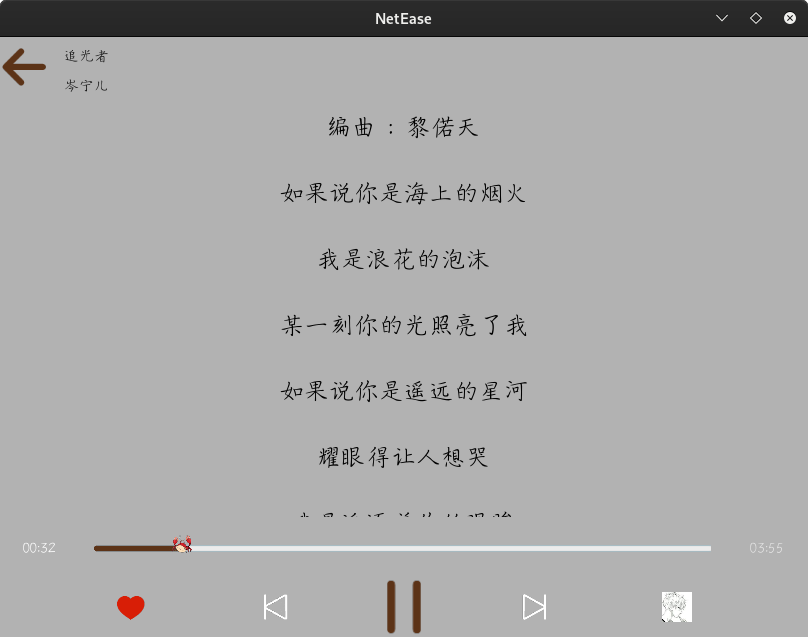 NetEase
追光者
岑宁儿
编曲 : 黎偌天
如果说你是海上的烟火
我是浪花的泡沫
某一刻你的光照亮了我
如果说你是遥远的星河
耀眼得让人想哭
00:32
03:55